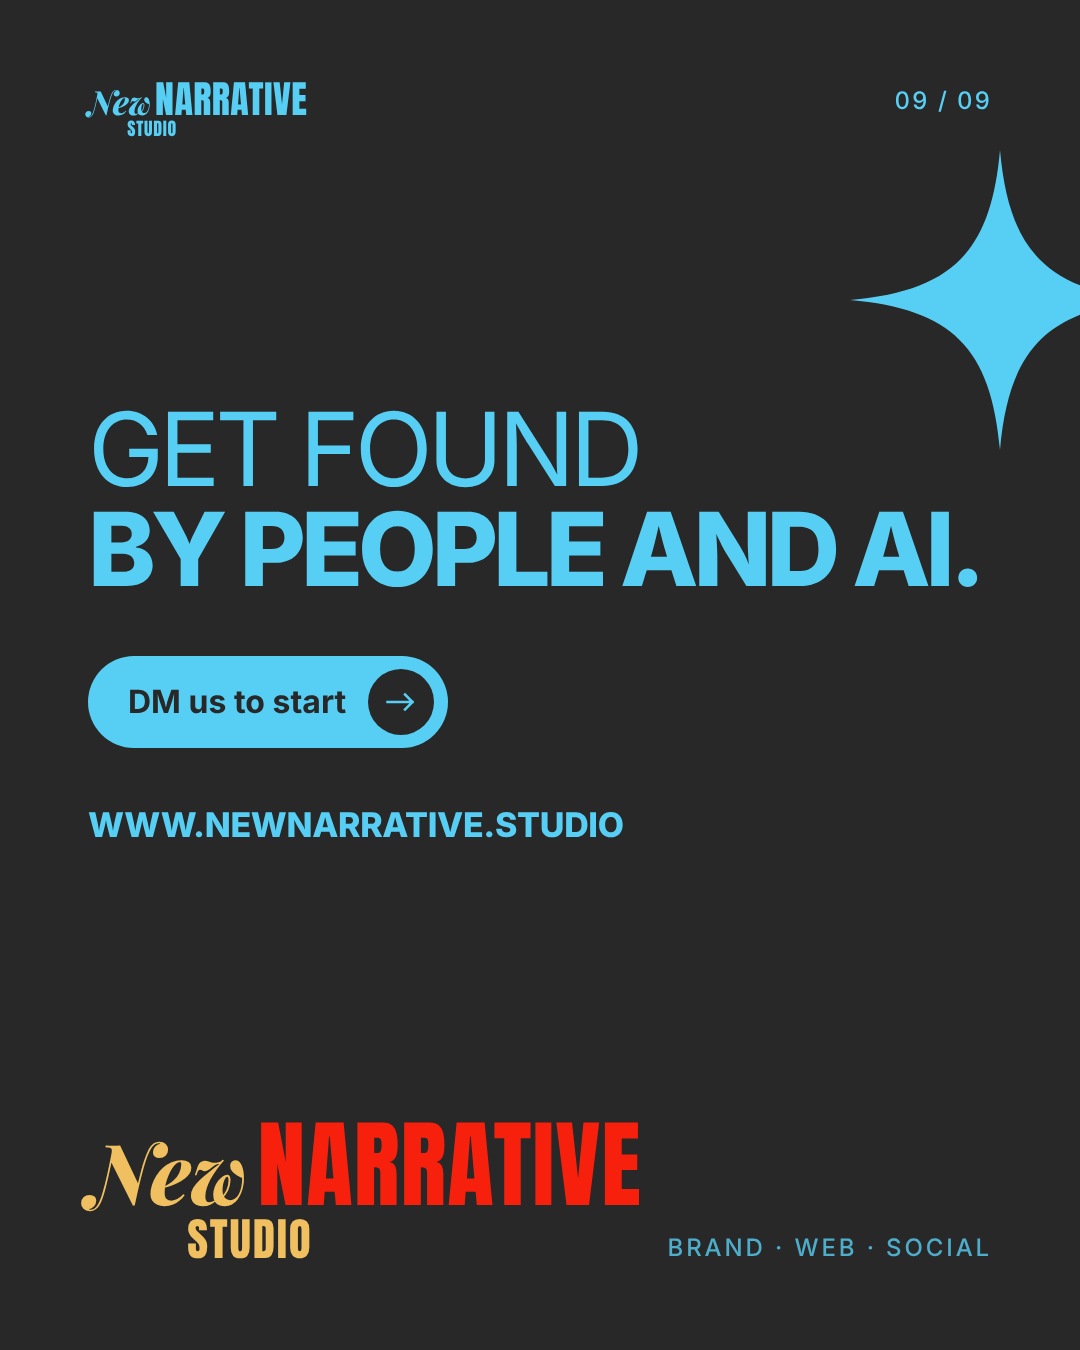 New NARRATIVE
STUDIO
09 / 09
GET FOUND
BY PEOPLE AND AI.
DM us to start →
WWW.NEWNARRATIVE.STUDIO
New NARRATIVE
STUDIO
BRAND · WEB · SOCIAL